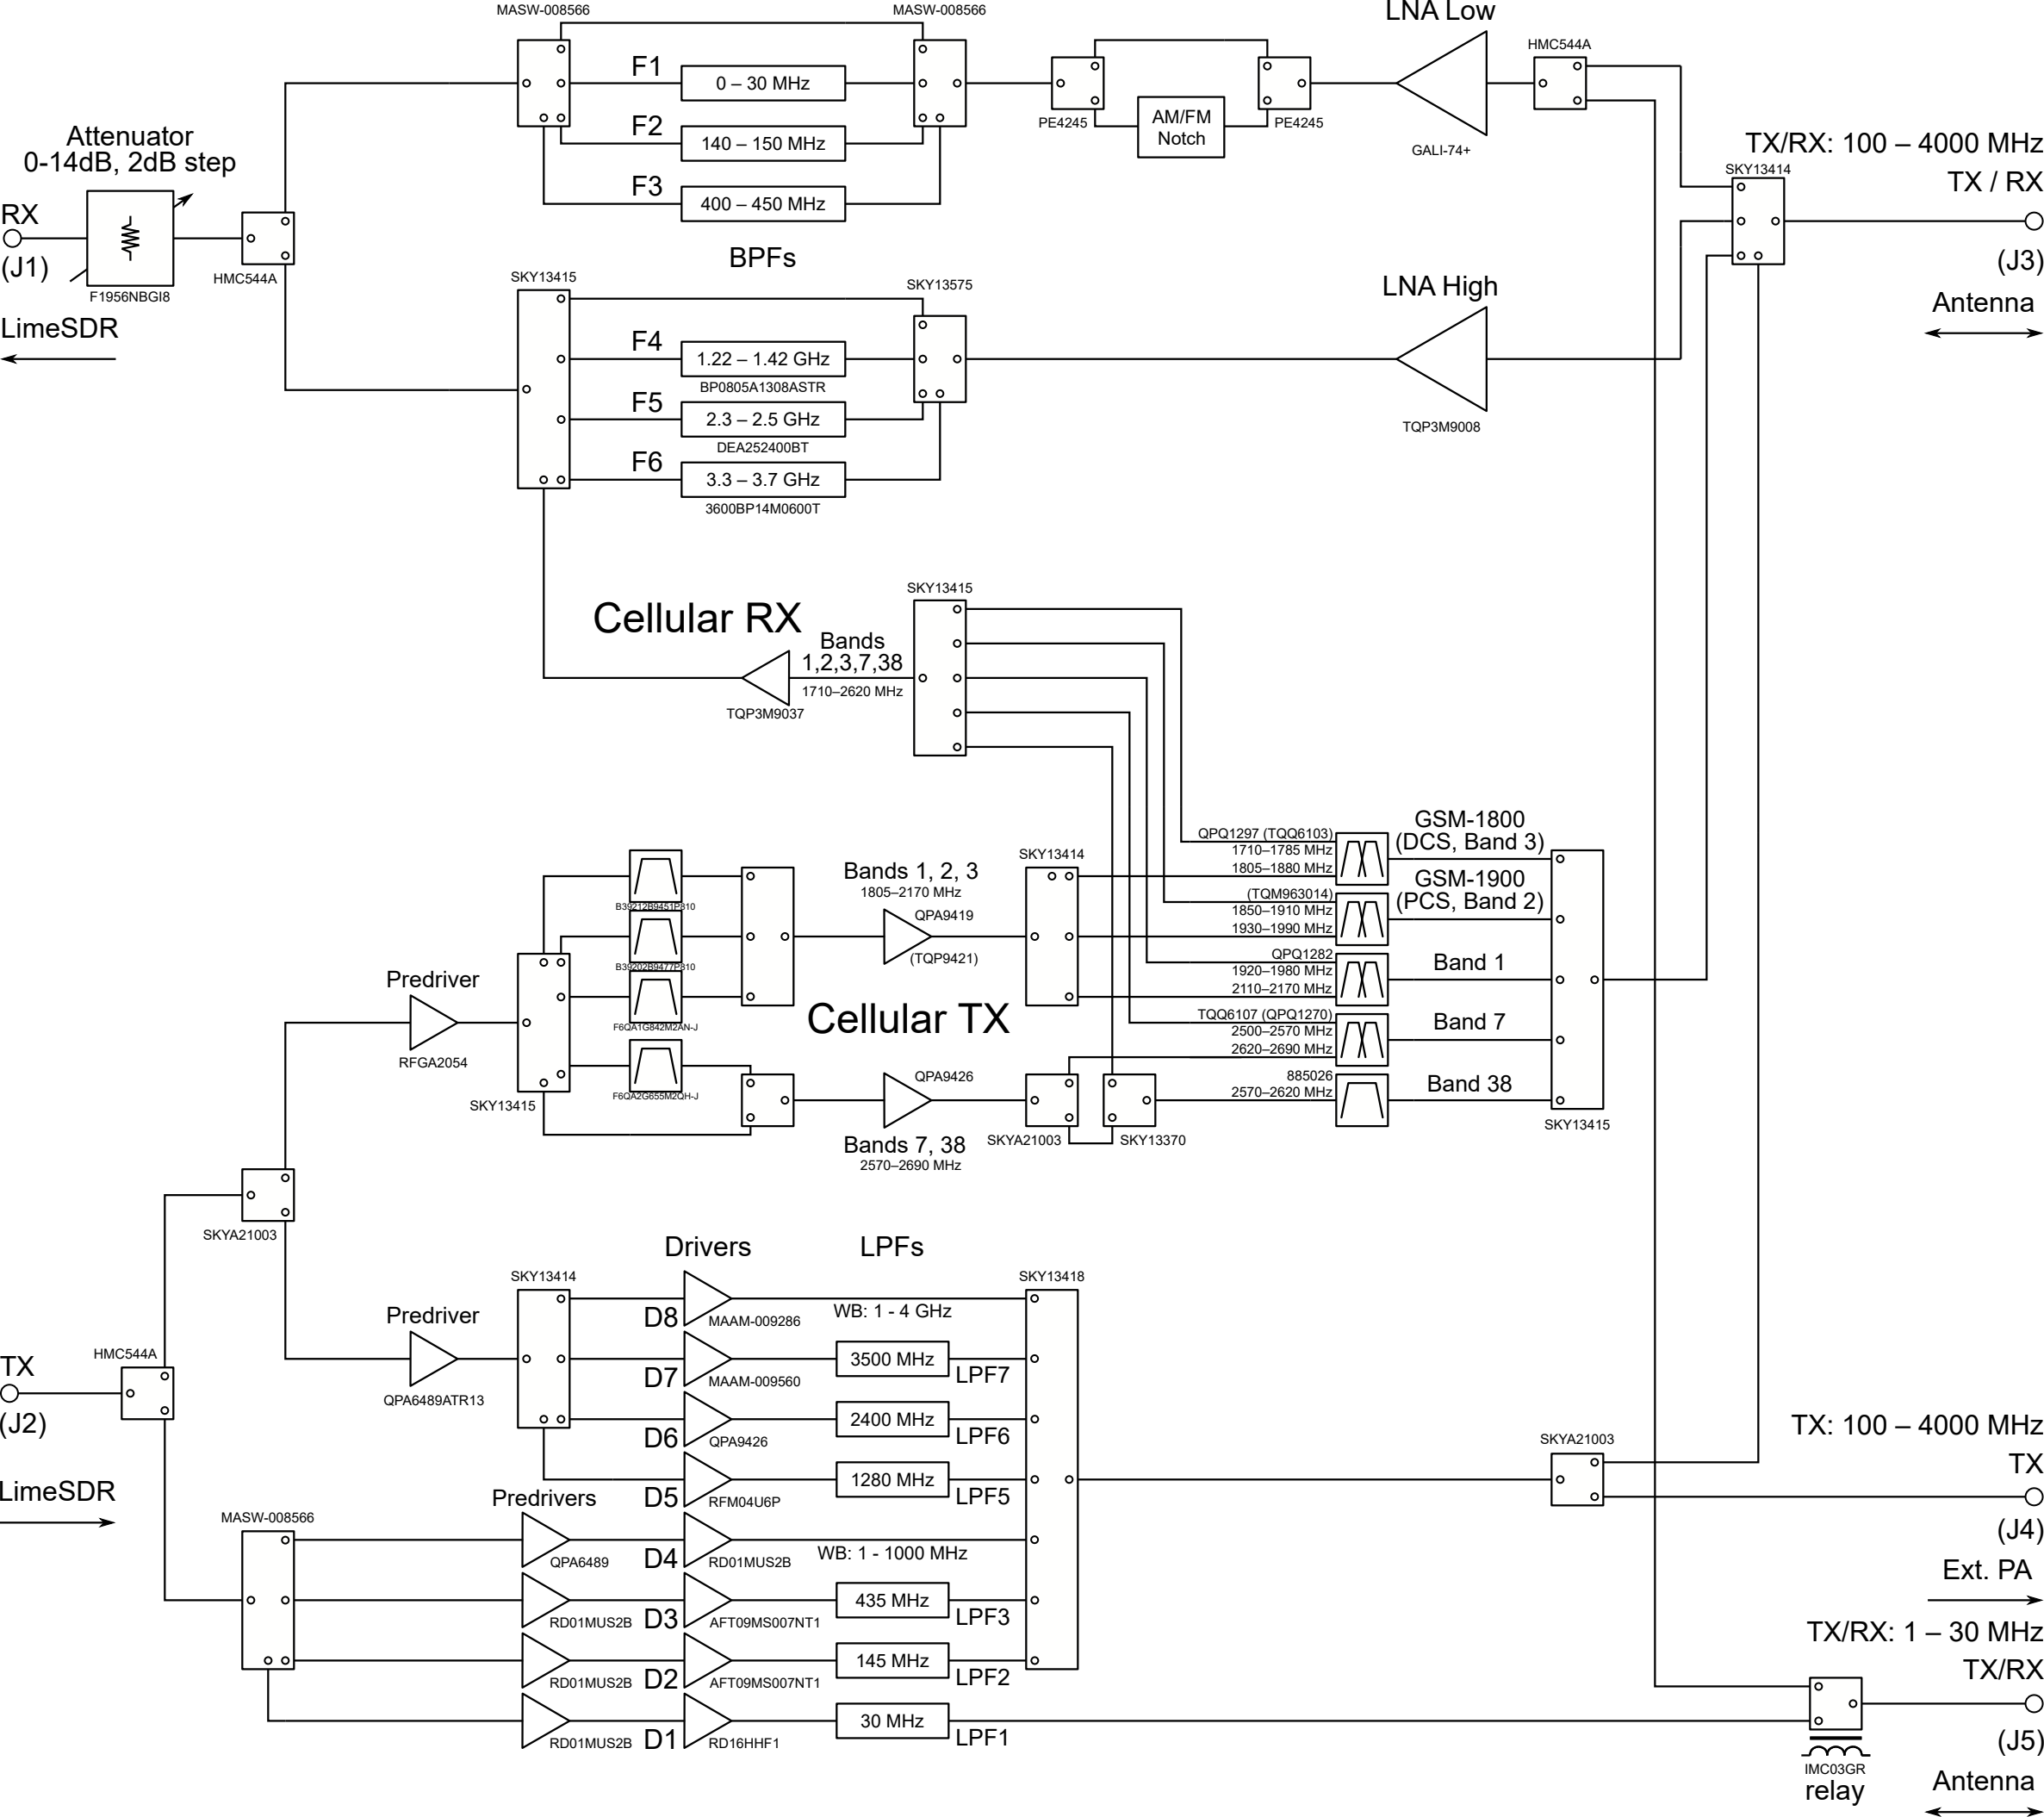 MASW-008566
MASW-008566
LNA Low
HMC544A
F1
0 – 30 MHz
PE4245
AM/FM
Notch
PE4245
GALI-74+
Attenuator
0-14dB, 2dB step
F2
140 – 150 MHz
TX/RX: 100 – 4000 MHz
SKY13414
TX / RX
F3
400 – 450 MHz
RX
(J1)
F1956NBGI8
HMC544A
LimeSDR
BPFs
(J3)
Antenna
SKY13415
SKY13575
LNA High
F4
1.22 – 1.42 GHz
BP0805A1308ASTR
F5
2.3 – 2.5 GHz
DEA252400BT
TQP3M9008
F6
3.3 – 3.7 GHz
3600BP14M0600T
SKY13415
Cellular RX
Bands
1,2,3,7,38
1710–2620 MHz
TQP3M9037
QPQ1297 (TQQ6103)
1710–1785 MHz
1805–1880 MHz
GSM-1800
(DCS, Band 3)
(TQM963014)
1850–1910 MHz
1930–1990 MHz
GSM-1900
(PCS, Band 2)
QPQ1282
1920–1980 MHz
2110–2170 MHz
Band 1
TQQ6107 (QPQ1270)
2500–2570 MHz
2620–2690 MHz
Band 7
885026
2570–2620 MHz
Band 38
SKY13415
SKY13414
Bands 1, 2, 3
1805–2170 MHz
QPA9419
(TQP9421)
B39212B9451P810
B39202B9477P810
F6QA1G842M2AN-J
F6QA2G655M2QH-J
Cellular TX
Predriver
RFGA2054
SKY13415
QPA9426
Bands 7, 38
2570–2690 MHz
SKYA21003
SKY13370
SKYA21003
Drivers
LPFs
SKY13414
SKY13418
Predriver
QPA6489ATR13
D8
MAAM-009286
WB: 1 - 4 GHz
D7
MAAM-009560
3500 MHz
LPF7
D6
QPA9426
2400 MHz
LPF6
D5
RFM04U6P
1280 MHz
LPF5
HMC544A
TX
(J2)
LimeSDR
MASW-008566
Predrivers
QPA6489
D4
RD01MUS2B
WB: 1 - 1000 MHz
RD01MUS2B
D3
AFT09MS007NT1
435 MHz
LPF3
RD01MUS2B
D2
AFT09MS007NT1
145 MHz
LPF2
RD01MUS2B
D1
RD16HHF1
30 MHz
LPF1
SKYA21003
TX: 100 – 4000 MHz
TX
(J4)
Ext. PA
TX/RX: 1 – 30 MHz
TX/RX
(J5)
IMC03GR
relay
Antenna